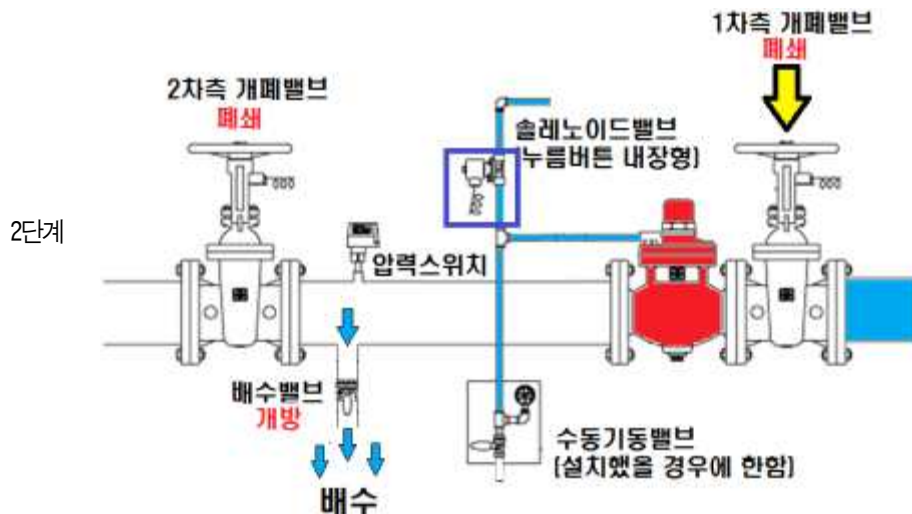 1차측 개폐밸브
폐쇄
2차측 개폐밸브
폐쇄
솔레노이드밸브
(누름버튼 내장형)
2단계
압력스위치
배수밸브
개방
수동기동밸브
(설치했을 경우에 한함)
배수